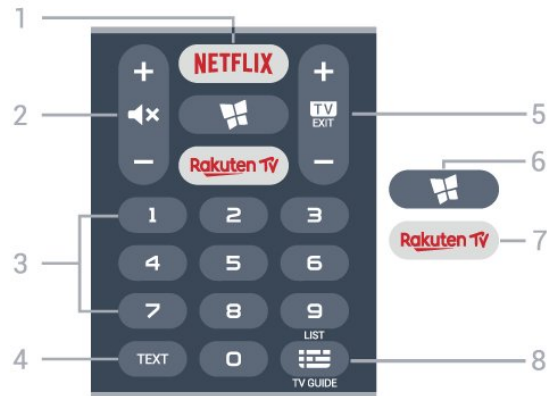 1
NETFLIX
+ +
2
TV
EXIT
5
6
- -
Rakuten TV
Rakuten TV
7
1 2 3
3
4 5 6
7 8 9
LIST
4
TEXT 0
8
TV GUIDE